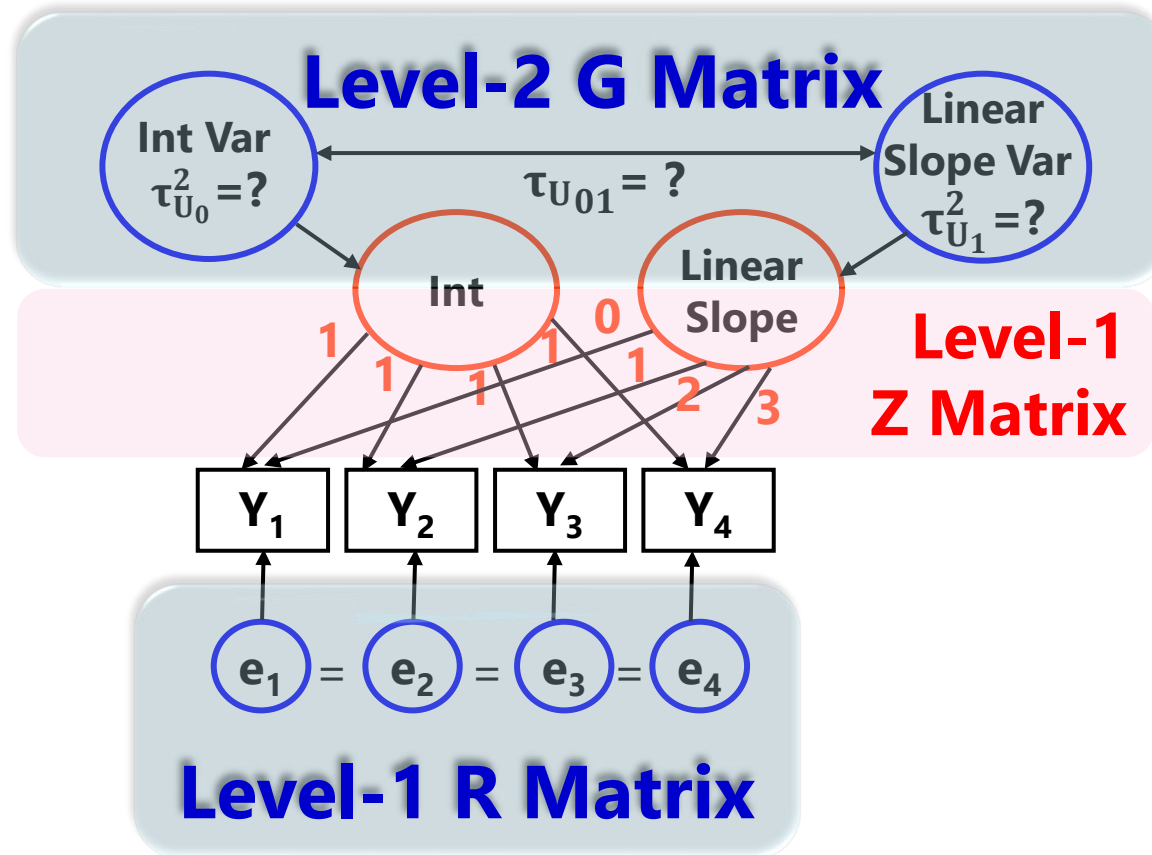 Level-2 G Matrix
Int Var
τ²U₀ =?
τU₀₁ = ?
Linear
Slope Var
τ²U₁ =?
Int
Linear
Slope
1
1
1
1
0
1
2
3
Level-1
Z Matrix
Y₁
Y₂
Y₃
Y₄
e₁ = e₂ = e₃ = e₄
Level-1 R Matrix